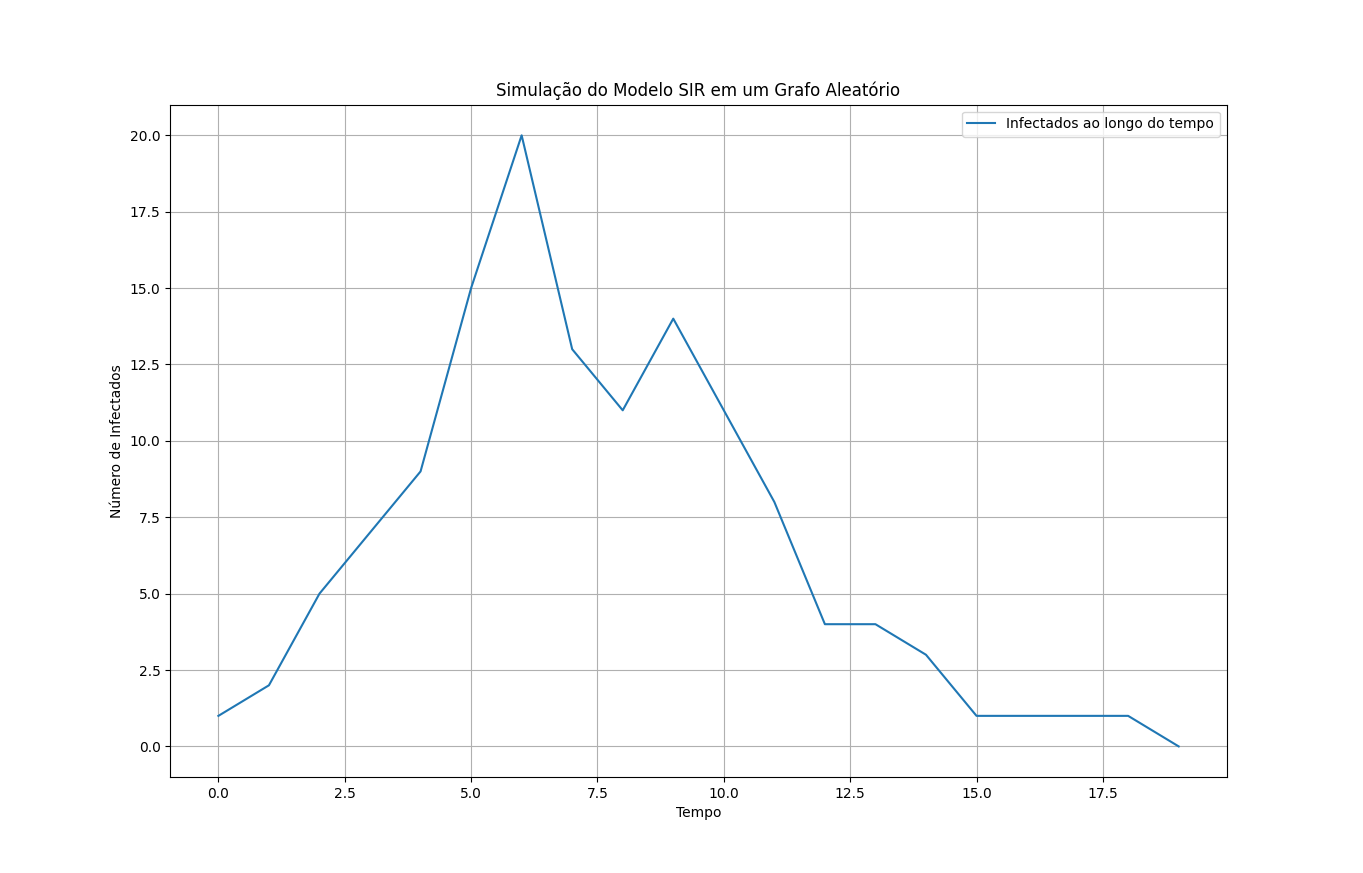 Simulação do Modelo SIR em um Grafo Aleatório
Infectados ao longo do tempo
20.0
17.5
15.0
12.5
10.0
7.5
5.0
2.5
0.0
Número de Infectados
0.0 2.5 5.0 7.5 10.0 12.5 15.0 17.5
Tempo